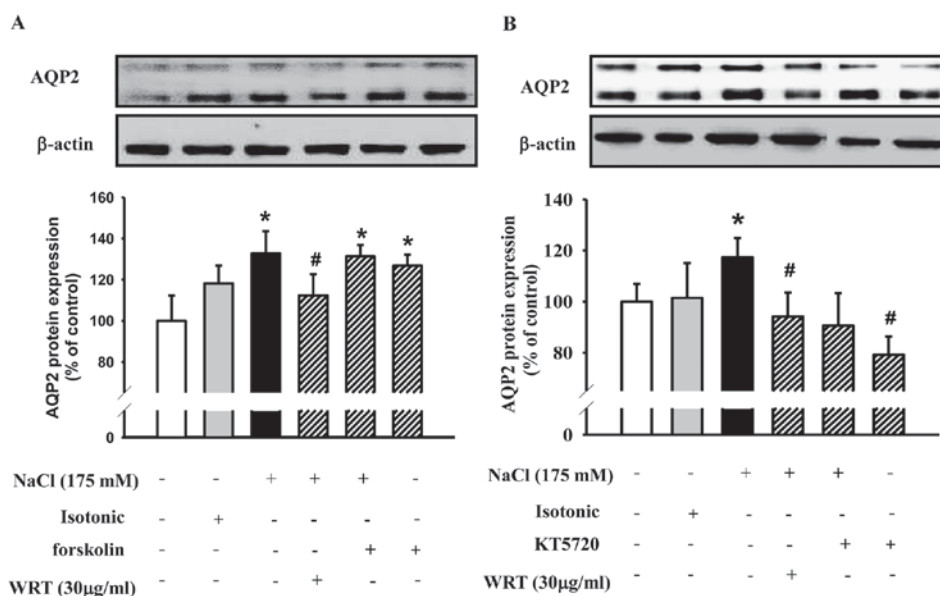 A
AQP2
β-actin
AQP2 protein expression
(% of control)
160
140
120
100
80
0
*
#
*
*
NaCl (175 mM) - - + + + -
Isotonic - + - - - -
forskolin - - - - + +
WRT (30μg/ml) - - - + - -
B
AQP2
β-actin
AQP2 protein expression
(% of control)
140
120
100
80
0
*
#
#
NaCl (175 mM) - - + + + -
Isotonic - + - - - -
KT5720 - - - - + +
WRT (30μg/ml) - - - + - -